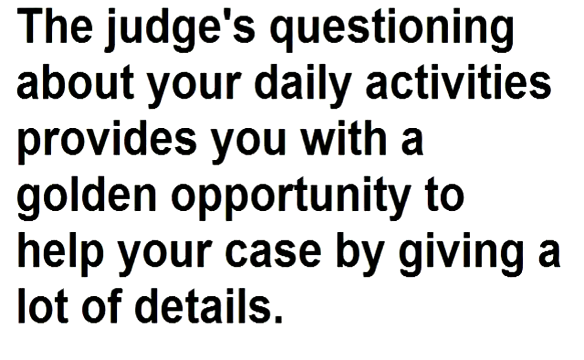 The judge's questioning
about your daily activities
provides you with a
golden opportunity to
help your case by giving a
lot of details.